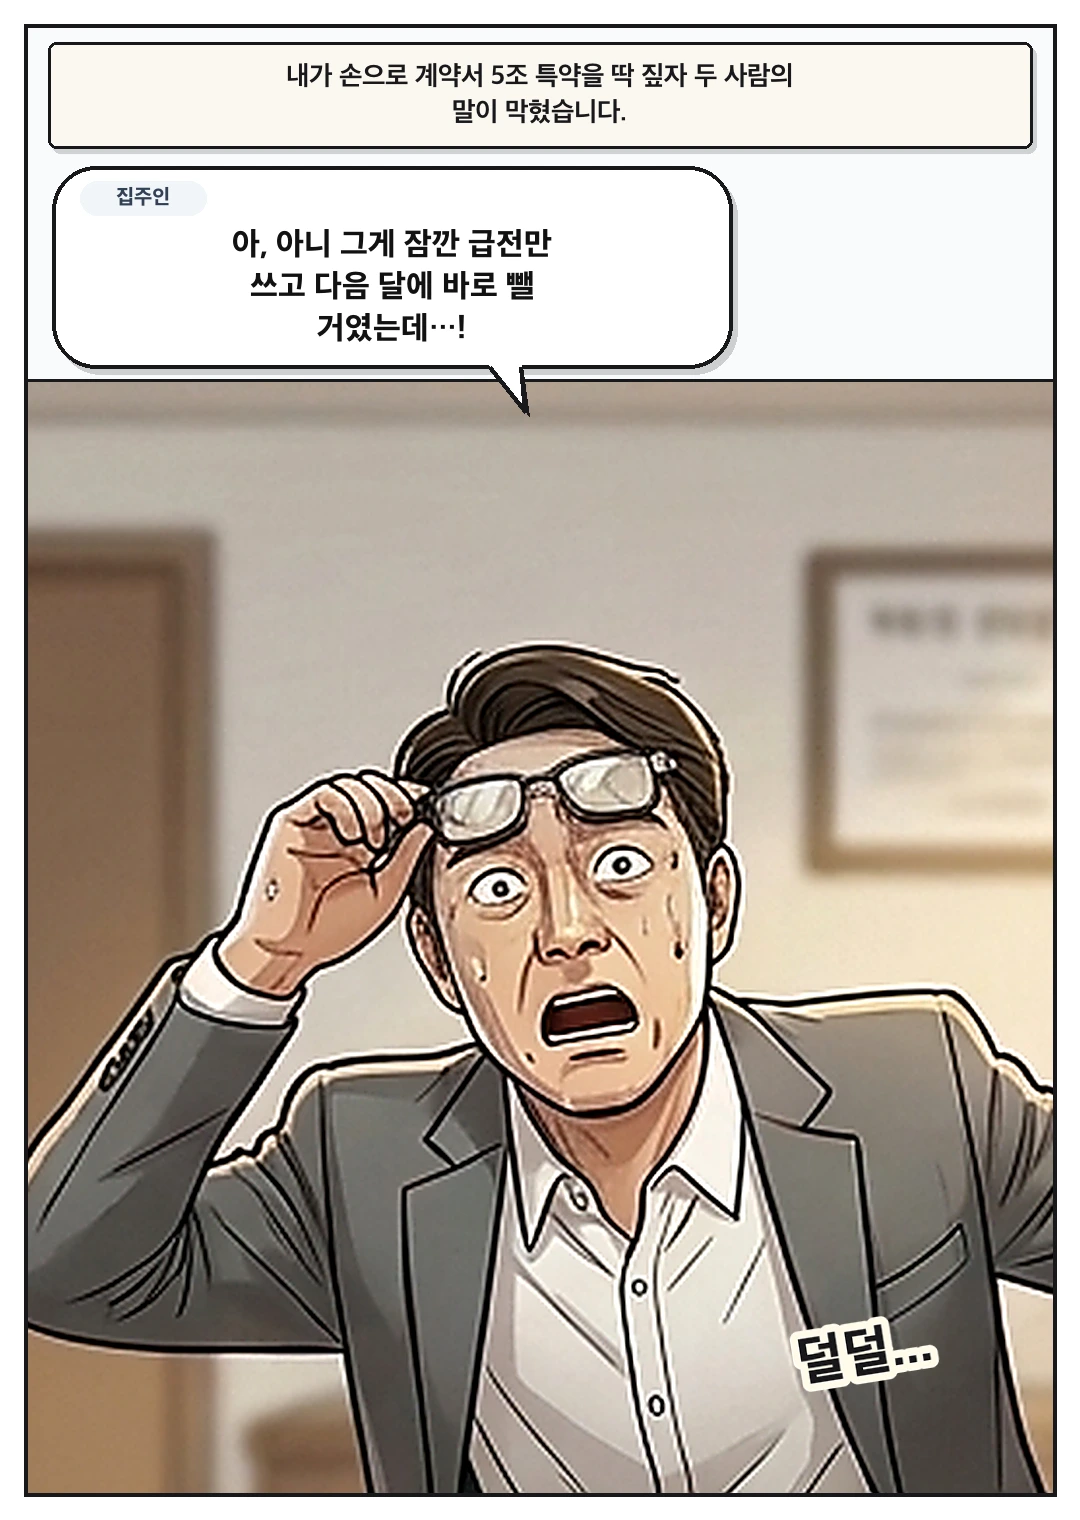 내가 손으로 계약서 5조 특약을 딱 짚자 두 사람의
말이 막혔습니다.
집주인
아, 아니 그게 잠깐 급전만
쓰고 다음 달에 바로 뺄
거였는데…!
덜덜...